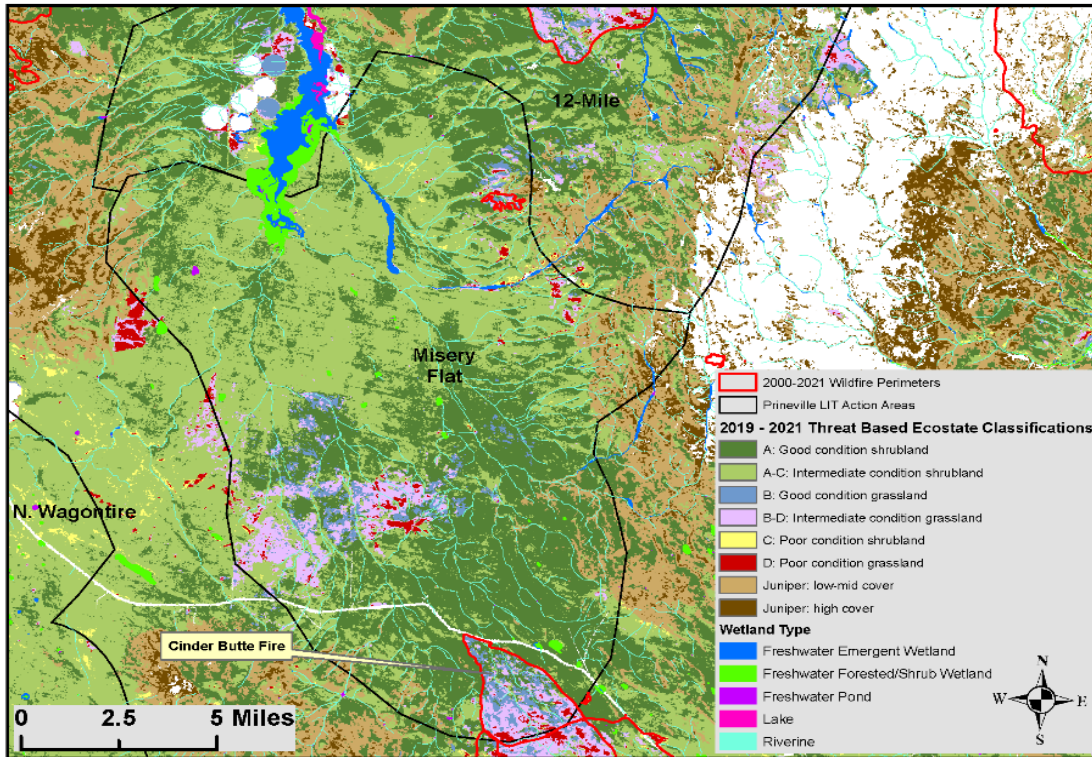 12-Mile
Misery
Flat
N. Wagontire
Cinder Butte Fire
0 2.5 5 Miles
2000-2021 Wildfire Perimeters
Prineville LIT Action Areas
2019 - 2021 Threat Based Ecostate Classifications
A: Good condition shrubland
A-C: Intermediate condition shrubland
B: Good condition grassland
B-D: Intermediate condition grassland
C: Poor condition shrubland
D: Poor condition grassland
Juniper: low-mid cover
Juniper: high cover
Wetland Type
Freshwater Emergent Wetland
Freshwater Forested/Shrub Wetland
Freshwater Pond
Lake
Riverine
N
W E
S